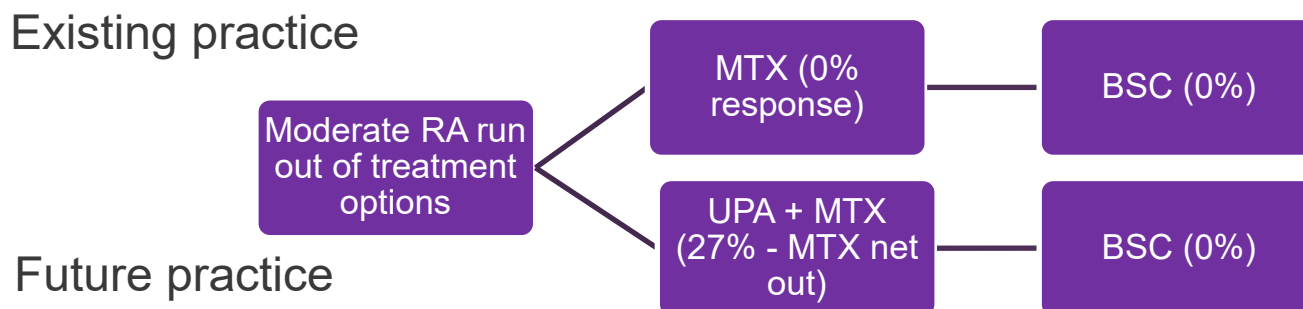 Existing practice
MTX (0%
response)
BSC (0%)
Moderate RA run
out of treatment
options
UPA + MTX
(27% - MTX net
out)
BSC (0%)
Future practice